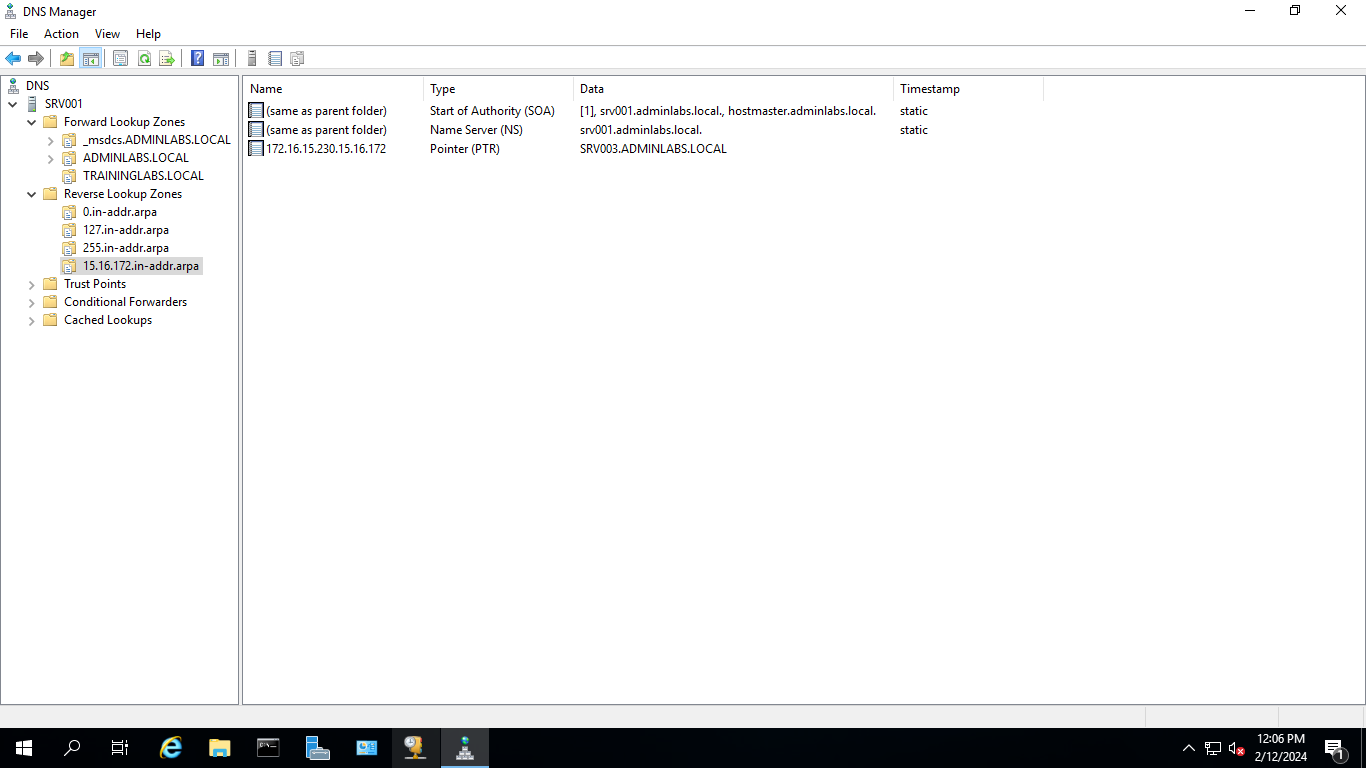 DNS Manager
File Action View Help
DNS
SRV001
Forward Lookup Zones
_msdcs.ADMINLABS.LOCAL
ADMINLABS.LOCAL
TRAININGLABS.LOCAL
Reverse Lookup Zones
0.in-addr.arpa
127.in-addr.arpa
255.in-addr.arpa
15.16.172.in-addr.arpa
Trust Points
Conditional Forwarders
Cached Lookups
Name Type Data Timestamp
(same as parent folder) Start of Authority (SOA) [1], srv001.adminlabs.local., hostmaster.adminlabs.local. static
(same as parent folder) Name Server (NS) srv001.adminlabs.local. static
172.16.15.230.15.16.172 Pointer (PTR) SRV003.ADMINLABS.LOCAL
12:06 PM
2/12/2024
1